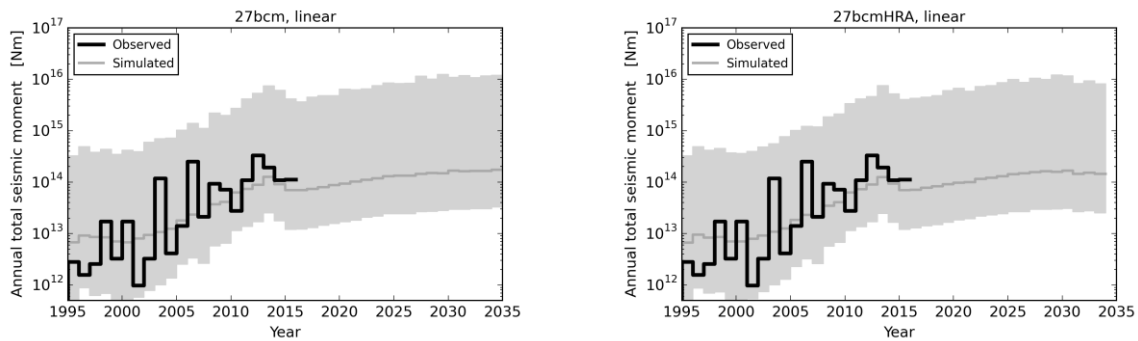 27bcm, linear
Annual total seismic moment [Nm]
10^17
10^16
10^15
10^14
10^13
10^12
Observed
Simulated
1995 2000 2005 2010 2015 2020 2025 2030 2035
Year
27bcmHRA, linear
Annual total seismic moment [Nm]
10^17
10^16
10^15
10^14
10^13
10^12
Observed
Simulated
1995 2000 2005 2010 2015 2020 2025 2030 2035
Year